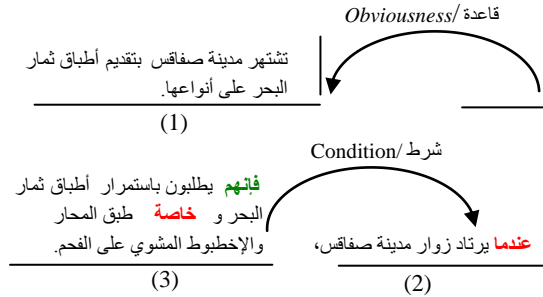 قاعدة /Obviousness
تشتهر مدينة صفاقس بتقديم أطباق ثمار
البحر على أنواعها.
(1)
شرط /Condition
عندما يرتاد زوار مدينة صفاقس،
(2)
فإنهم يطلبون باستمرار أطباق ثمار
البحر و خاصة طبق المحار
والإخطبوط المشوي على الفحم.
(3)